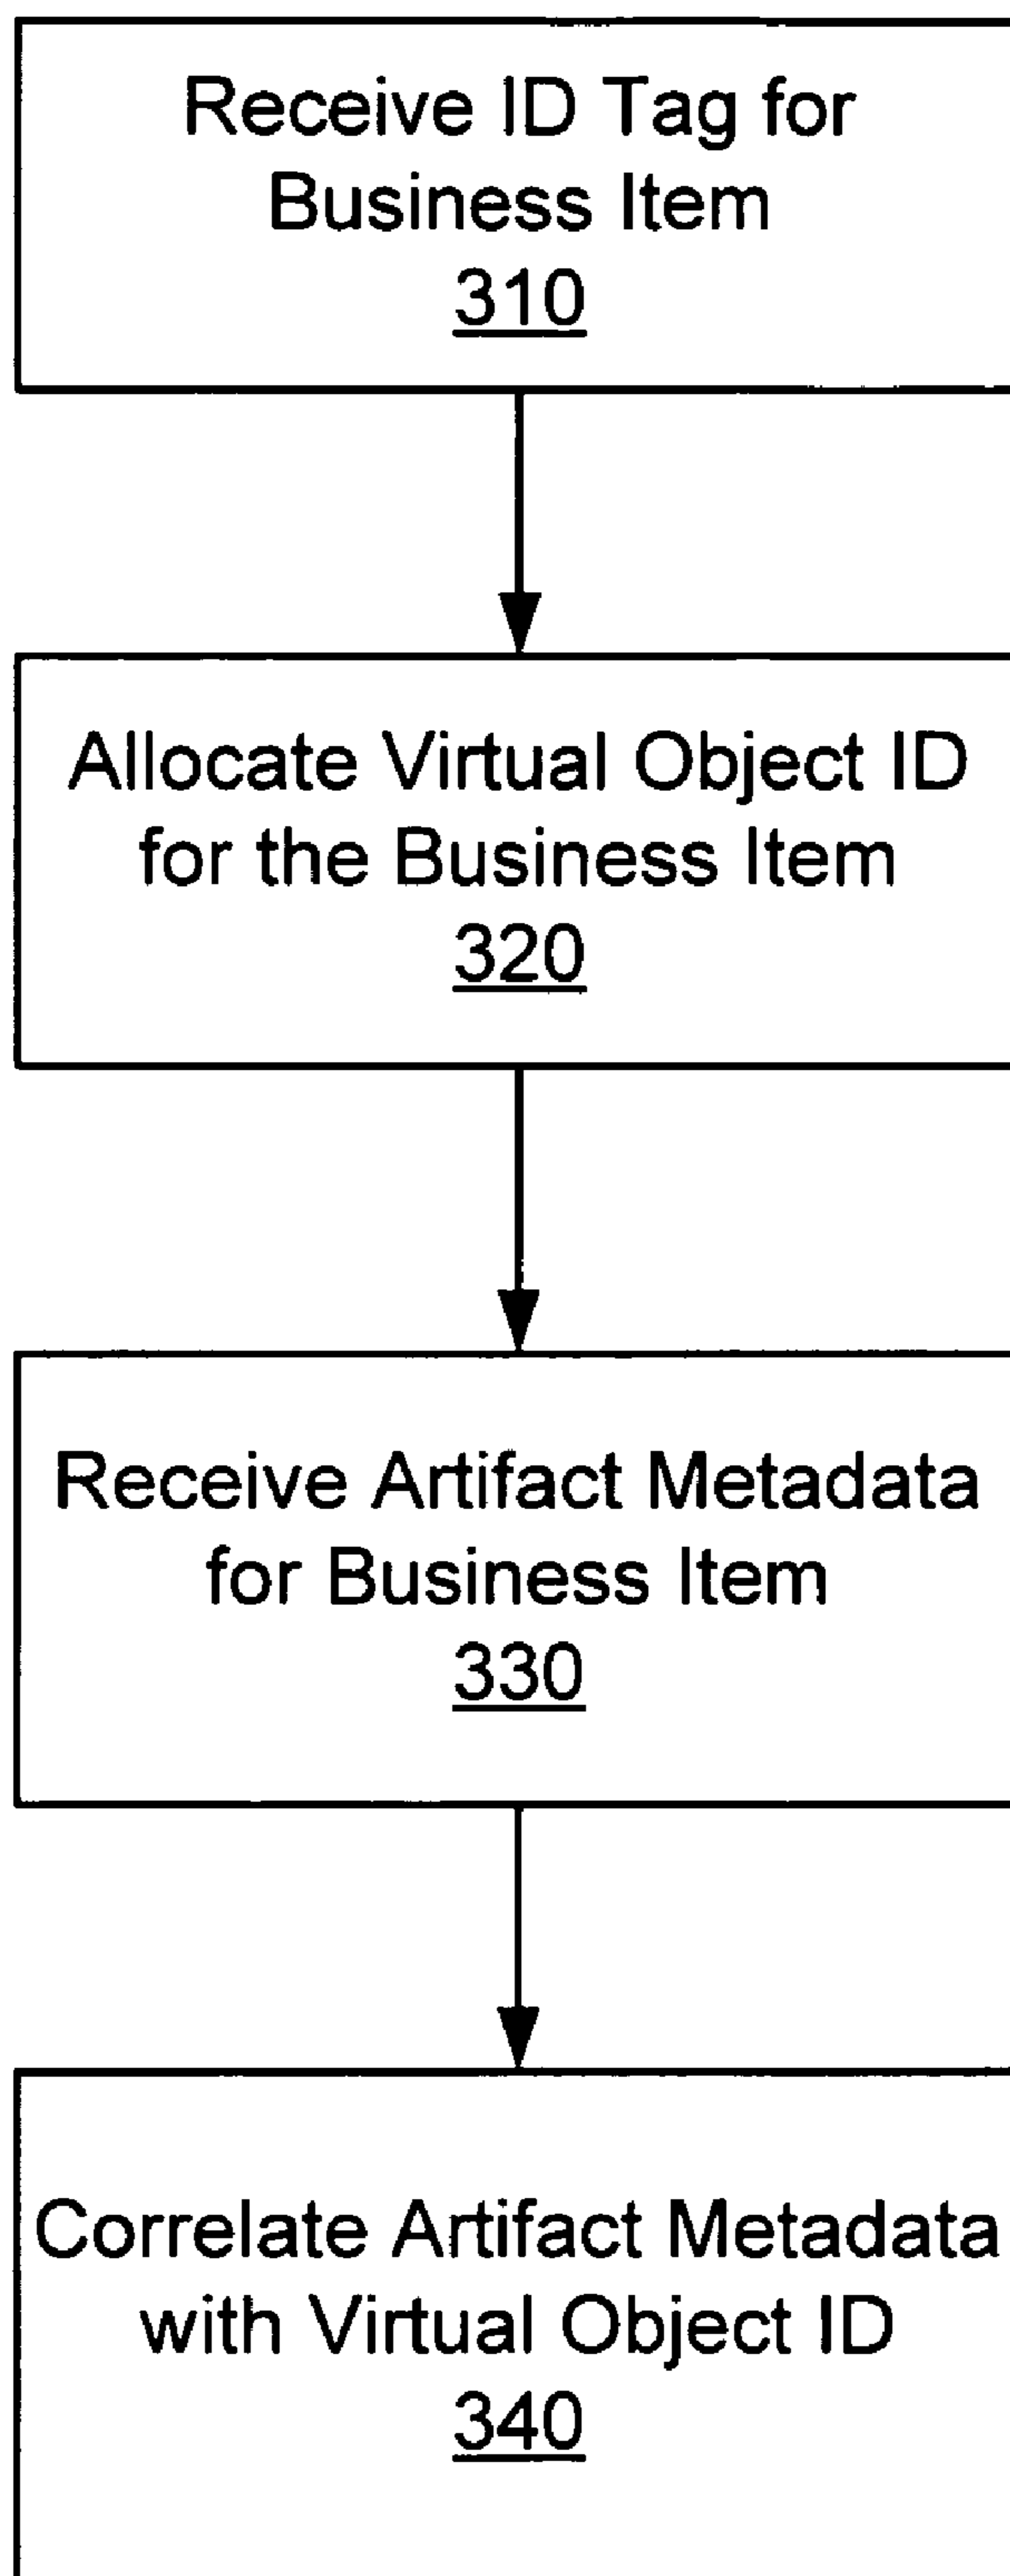 Receive ID Tag for
Business Item
310
Allocate Virtual Object ID
for the Business Item
320
Receive Artifact Metadata
for Business Item
330
Correlate Artifact Metadata
with Virtual Object ID
340